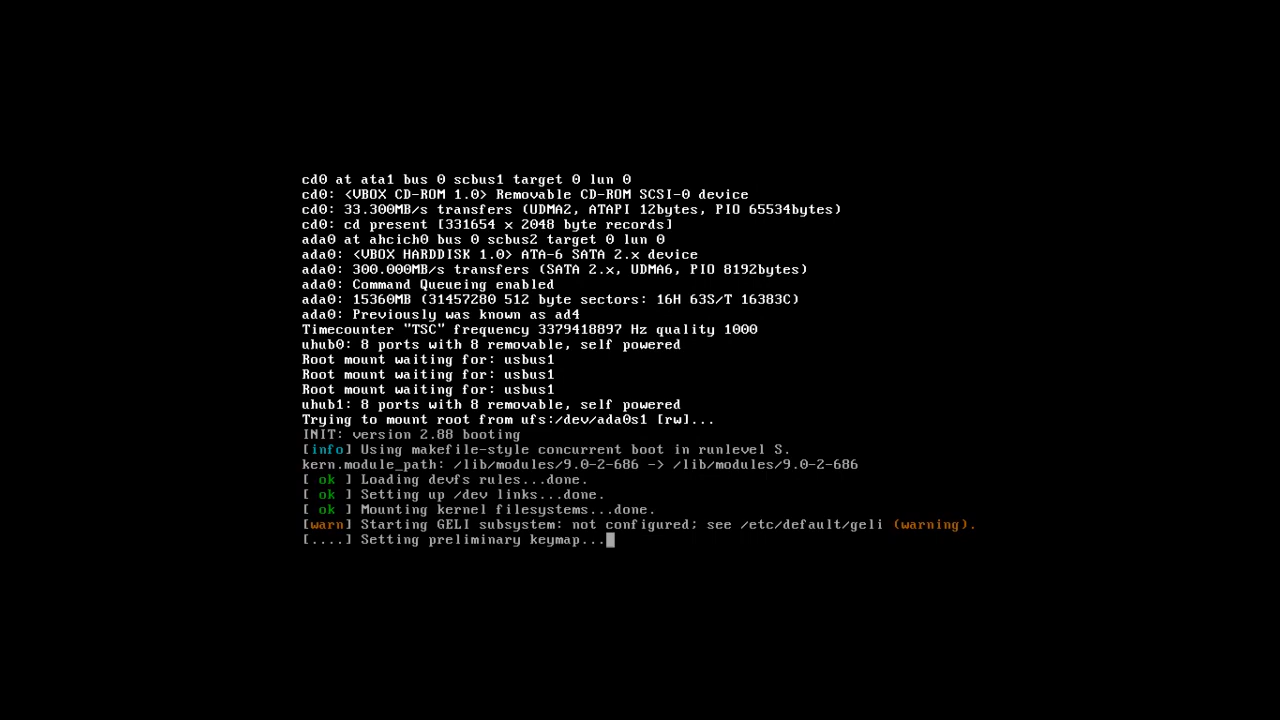 cd0 at ata1 bus 0 scbus1 target 0 lun 0
cd0: <VBOX CD-ROM 1.0> Removable CD-ROM SCSI-0 device
cd0: 33.300MB/s transfers (UDMA2, ATAPI 12bytes, PIO 65534bytes)
cd0: cd present [331654 x 2048 byte records]
ada0 at ahcich0 bus 0 scbus2 target 0 lun 0
ada0: <VBOX HARDDISK 1.0> ATA-6 SATA 2.x device
ada0: 300.000MB/s transfers (SATA 2.x, UDMA6, PIO 8192bytes)
ada0: Command Queueing enabled
ada0: 15360MB (31457280 512 byte sectors: 16H 63S/T 16383C)
ada0: Previously was known as ad4
Timecounter "TSC" frequency 3379418897 Hz quality 1000
uhub0: 8 ports with 8 removable, self powered
Root mount waiting for: usbus1
Root mount waiting for: usbus1
Root mount waiting for: usbus1
uhub1: 8 ports with 8 removable, self powered
Trying to mount root from ufs:/dev/ada0s1 [rw]...
INIT: version 2.88 booting
[info] Using makefile-style concurrent boot in runlevel S.
kern.module_path: /lib/modules/9.0-2-686 -> /lib/modules/9.0-2-686
[ ok ] Loading devfs rules...done.
[ ok ] Setting up /dev links...done.
[ ok ] Mounting kernel filesystems...done.
[warn] Starting GELI subsystem: not configured; see /etc/default/geli (warning).
[....] Setting preliminary keymap...